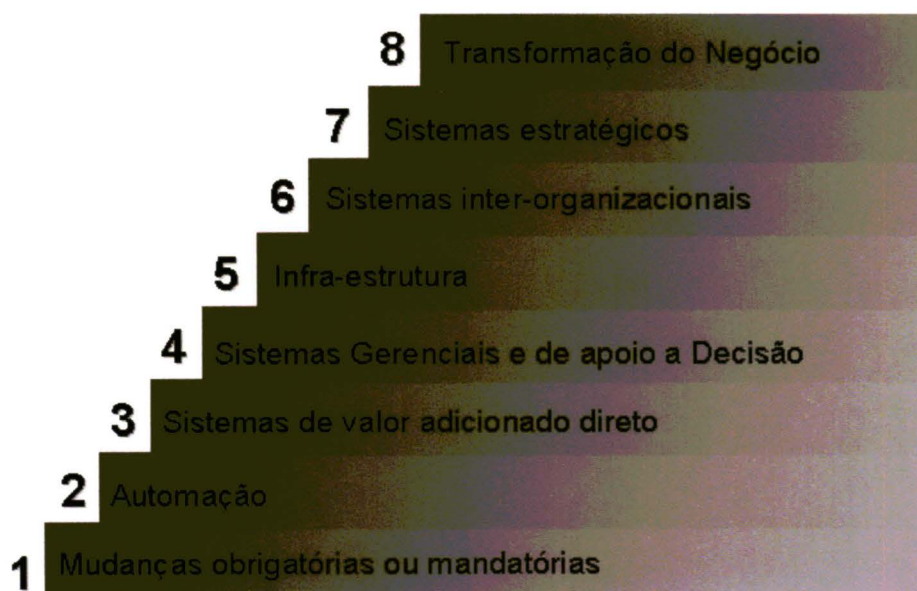 8 Transformação do Negócio
7 Sistemas estratégicos
6 Sistemas inter-organizacionais
5 Infra-estrutura
4 Sistemas Gerenciais e de apoio a Decisão
3 Sistemas de valor adicionado direto
2 Automação
1 Mudanças obrigatórias ou mandatórias